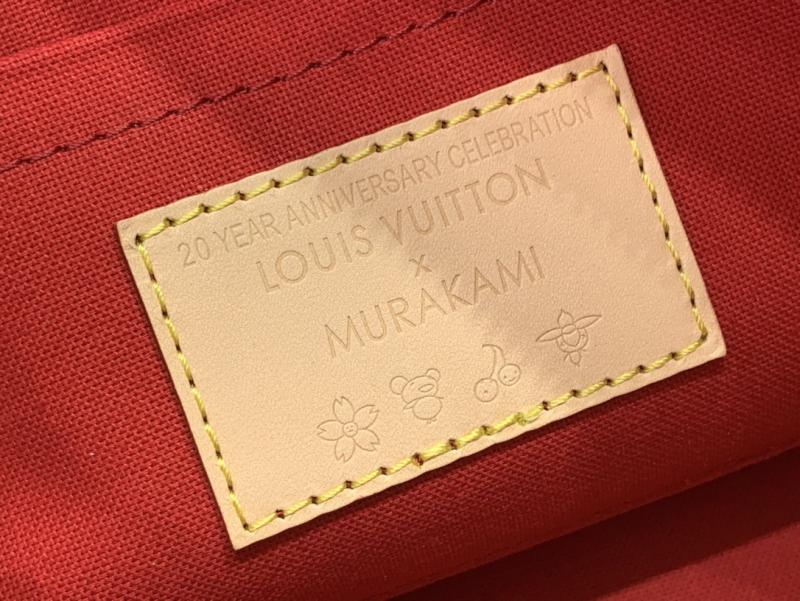 20 YEAR ANNIVERSARY CELEBRATION
LOUIS VUITTON
x
MURAKAMI